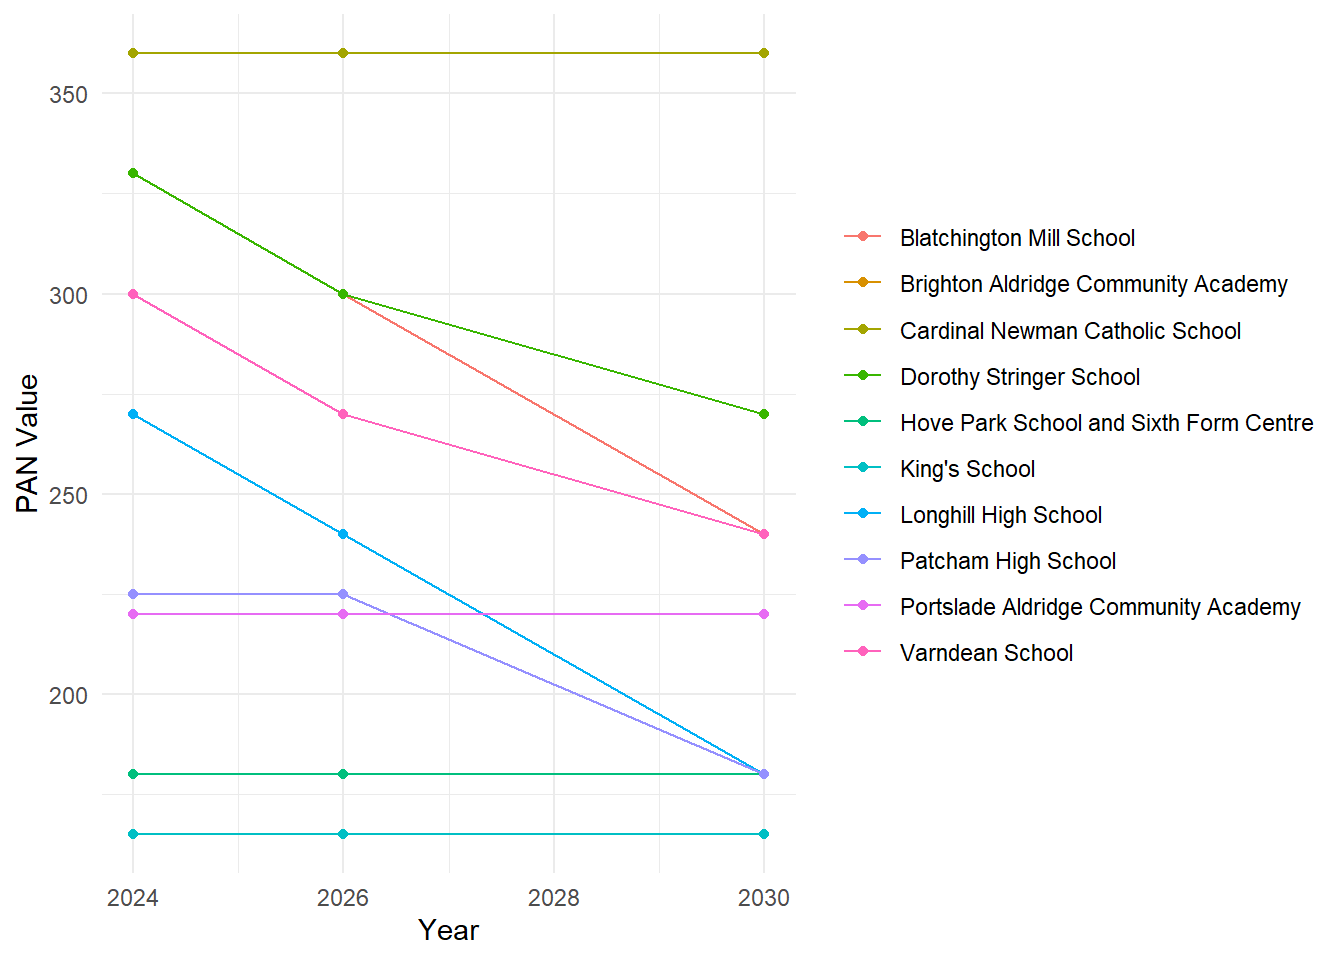 350
300
250
200
PAN Value
2024 2026 2028 2030
Year
Blatchington Mill School
Brighton Aldridge Community Academy
Cardinal Newman Catholic School
Dorothy Stringer School
Hove Park School and Sixth Form Centre
King's School
Longhill High School
Patcham High School
Portslade Aldridge Community Academy
Varndean School